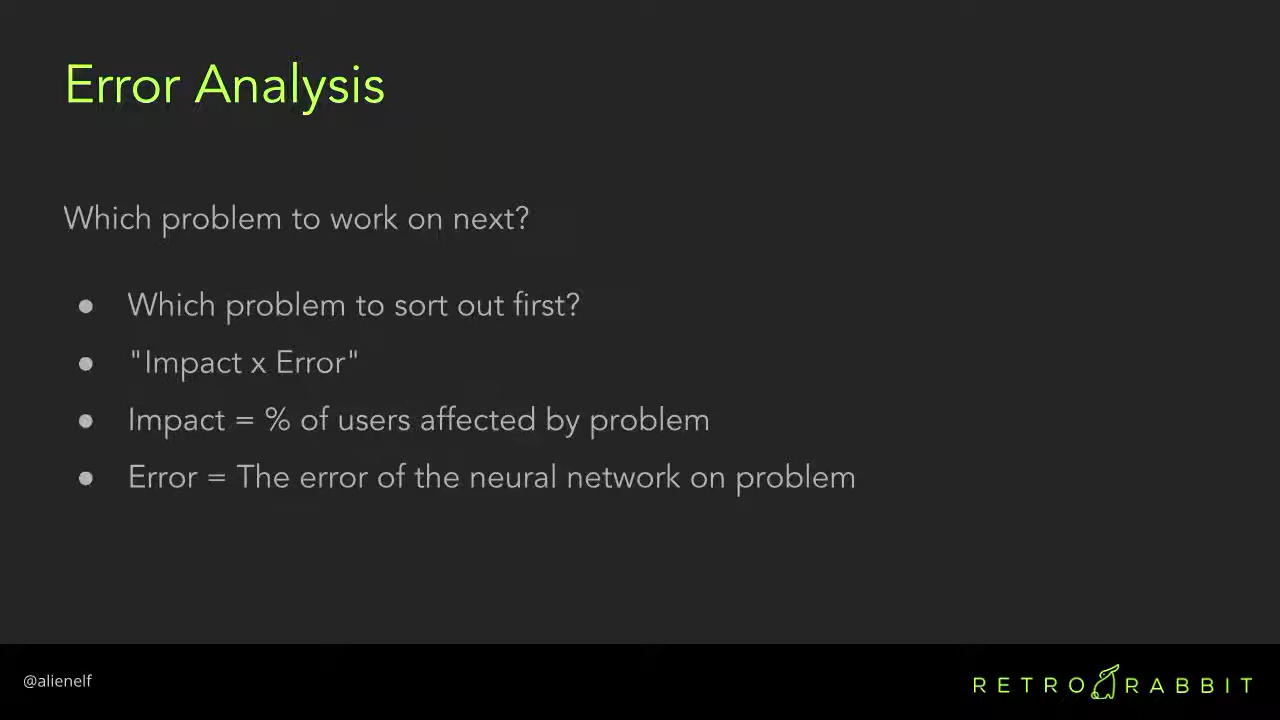 Error Analysis
Which problem to work on next?
● Which problem to sort out first?
● "Impact x Error"
● Impact = % of users affected by problem
● Error = The error of the neural network on problem
@alienelf
RETRO RABBIT